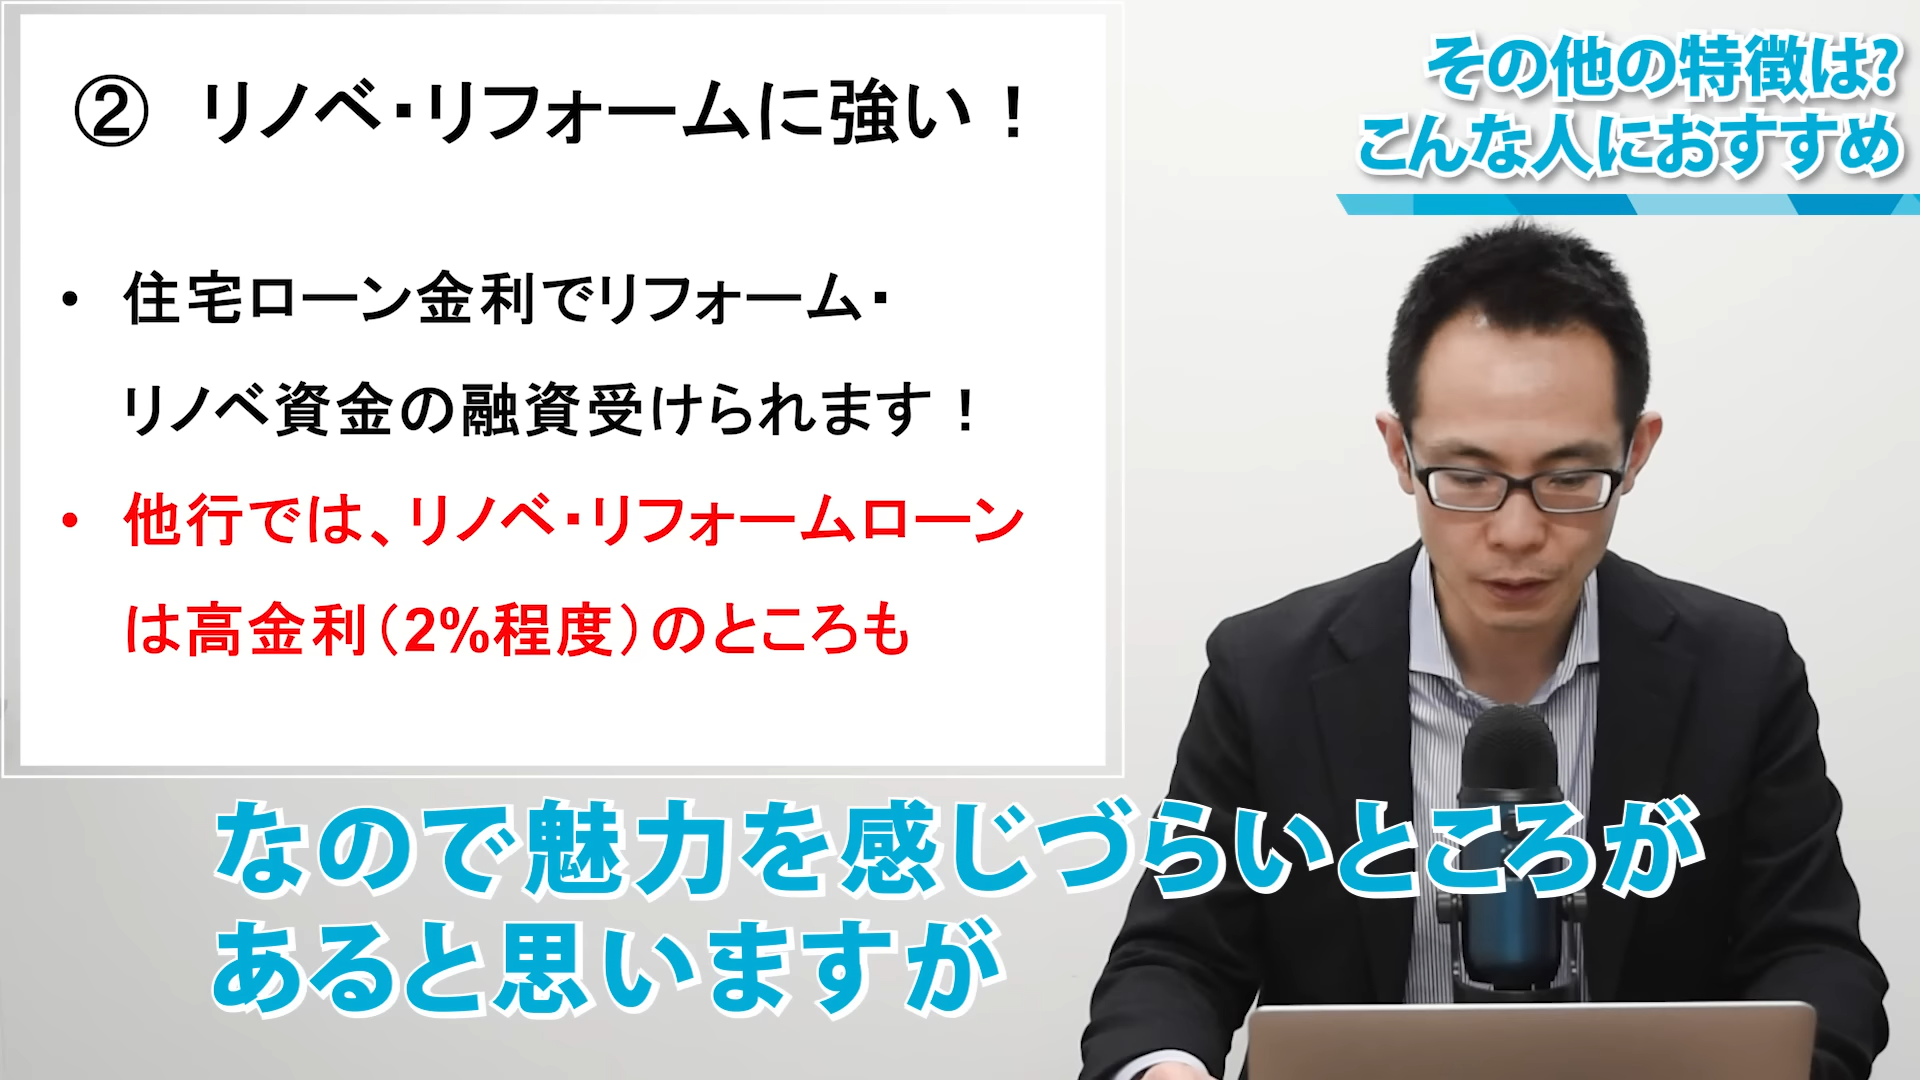 ② リノベ・リフォームに強い！
• 住宅ローン金利でリフォーム・
リノベ資金の融資受けられます！
• 他行では、リノベ・リフォームローン
は高金利（2%程度）のところも
その他の特徴は?
こんな人におすすめ
なので魅力を感じづらいところが
あると思いますが